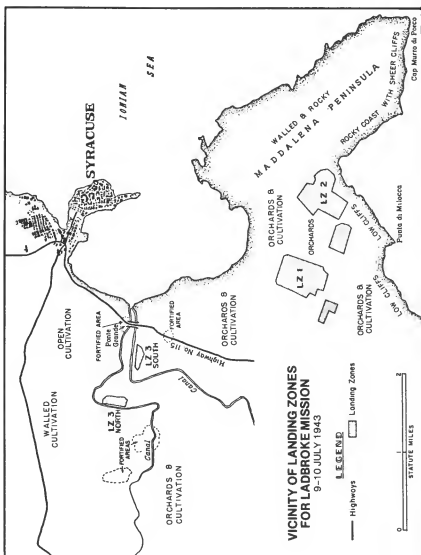 SYRACUSE
IONIAN
SEA
WALLED & ROCKY
MADDALENA PENINSULA
ROCKY COAST WITH SHEER CLIFFS
Cap Murro di Porco
OPEN
CULTIVATION
WALLED
CULTIVATION
FORTIFIED AREA
Ponte
Grande
FORTIFIED
AREA
ORCHARDS &
CULTIVATION
ORCHARDS &
CULTIVATION
ORCHARDS
LZ 2
LZ 1
LOW CLIFFS
Punta di Milocca
LOW CLIFFS
ORCHARDS &
CULTIVATION
LZ 3
SOUTH
Highway No. 115
Canal
LZ 3
NORTH
FORTIFIED
AREAS
Canal
ORCHARDS &
CULTIVATION
VICINITY OF LANDING ZONES
FOR LADBROKE MISSION
9-10 JULY 1943
LEGEND
Highways
Landing Zones
0 1 2
STATUTE MILES